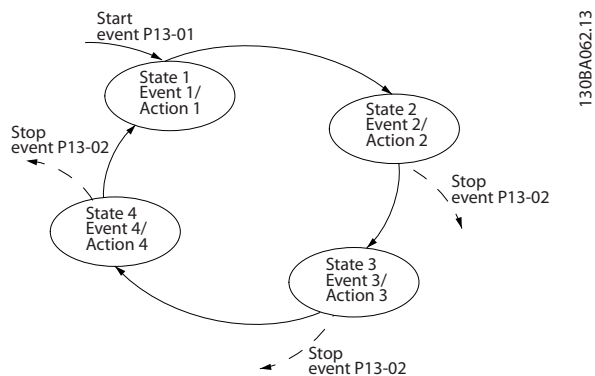 Start
event P13-01
State 1
Event 1/
Action 1
State 2
Event 2/
Action 2
Stop
event P13-02
State 3
Event 3/
Action 3
Stop
event P13-02
State 4
Event 4/
Action 4
Stop
event P13-02
130BA062.13